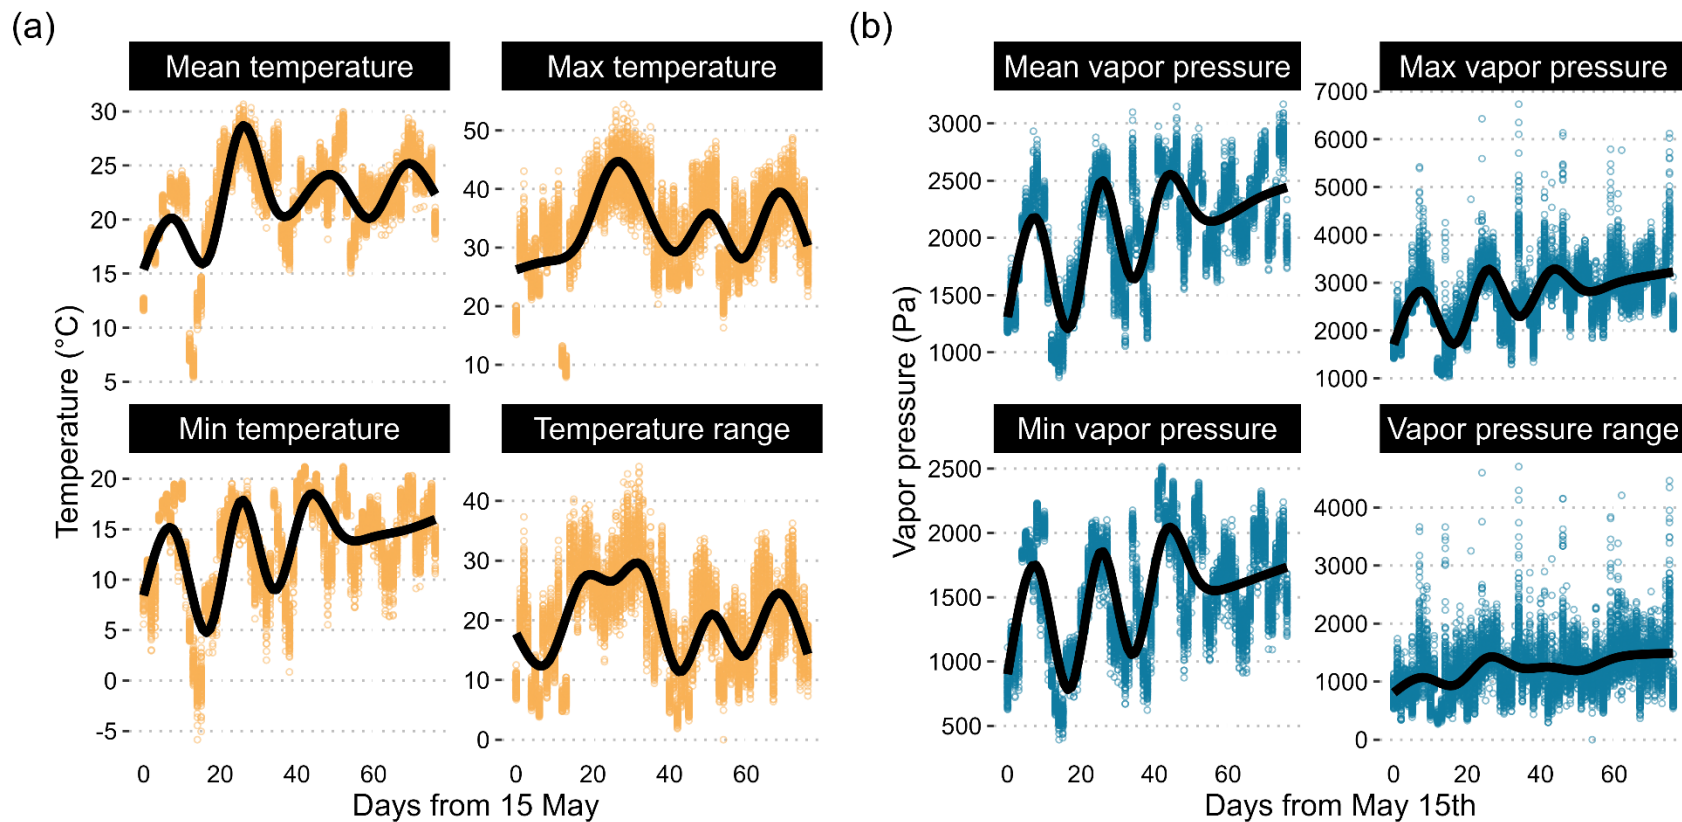 (a)
(b)
Mean temperature
Max temperature
Mean vapor pressure
Max vapor pressure
30
25
20
15
10
5
50
40
30
20
10
3000
2500
2000
1500
1000
7000
6000
5000
4000
3000
2000
1000
Temperature (°C)
Vapor pressure (Pa)
Min temperature
Temperature range
Min vapor pressure
Vapor pressure range
20
15
10
5
0
-5
40
30
20
10
0
2500
2000
1500
1000
500
4000
3000
2000
1000
0
0 20 40 60
0 20 40 60
0 20 40 60
0 20 40 60
Days from 15 May
Days from May 15th